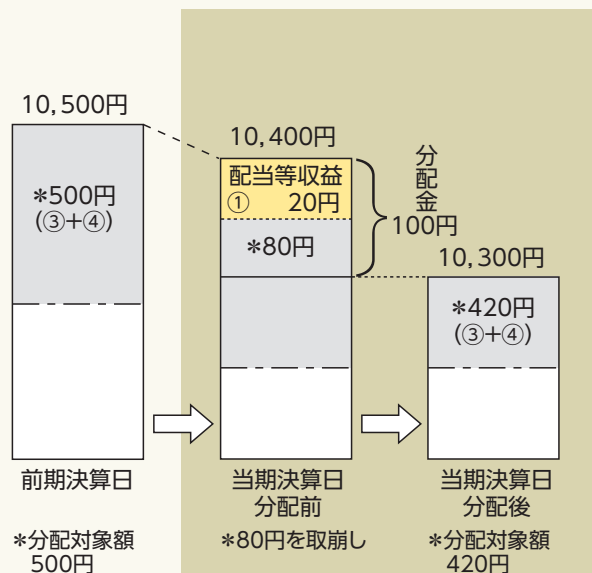 10,500円
*500円
(③+④)
前期決算日
*分配対象額
500円
10,400円
配当等収益
① 20円
*80円
分配金
100円
当期決算日
分配前
*80円を取崩し
10,300円
*420円
(③+④)
当期決算日
分配後
*分配対象額
420円